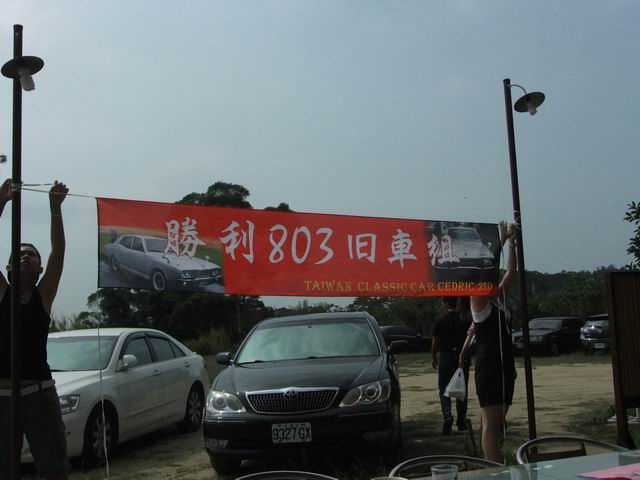 勝利803旧車組
TAIWAN CLASSIC CAR CEDRIC 330
9327GX